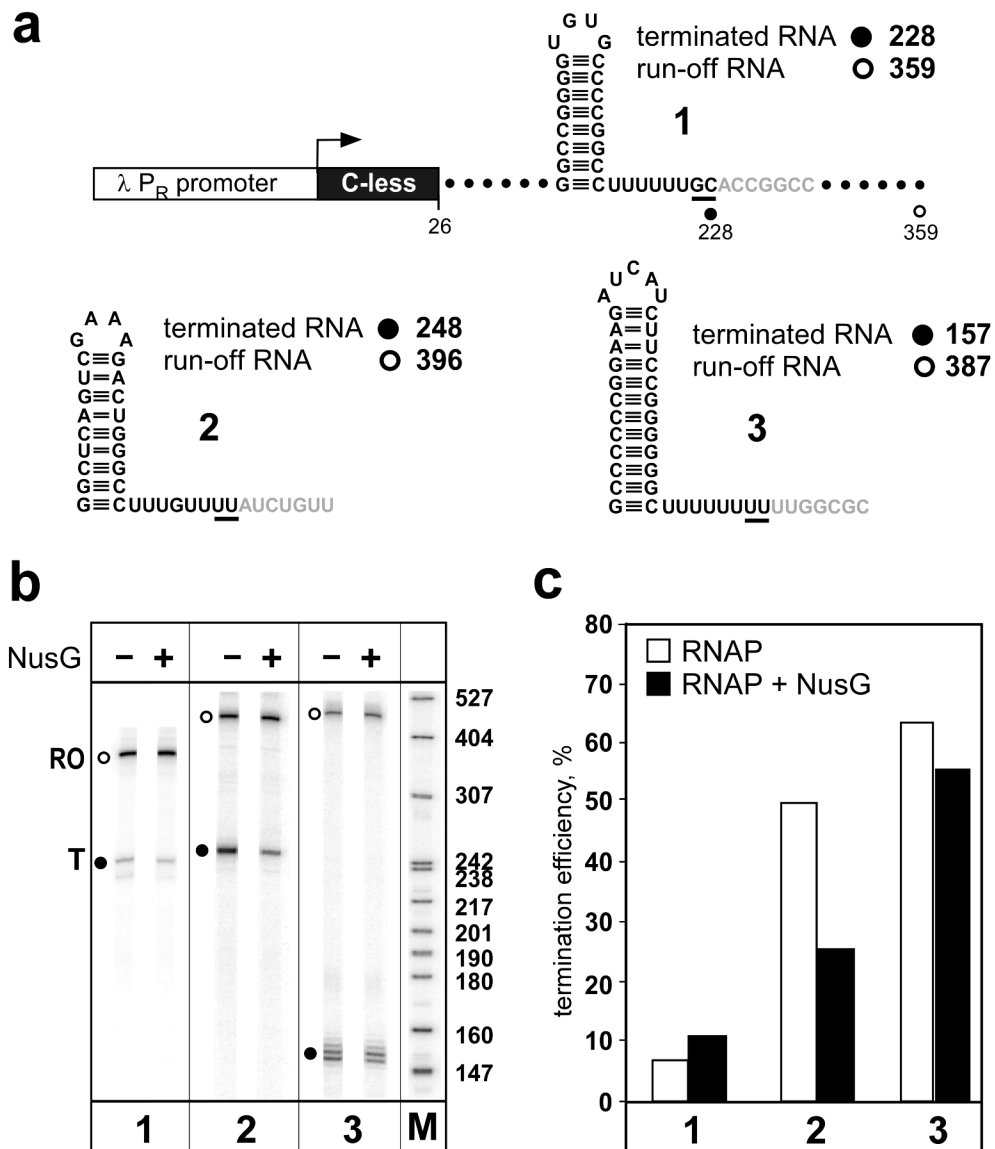 a
terminated RNA ● 228
run-off RNA ○ 359
1
U G U G
G≡C
G≡C
G≡C
G≡C
G≡G
C≡G
G≡C
G≡C UUUUUUGCACCGGCC
λ PR promoter
C-less
26
228
359
terminated RNA ● 248
run-off RNA ○ 396
2
G A A A
C≡G
U=A
G≡C
A=U
C≡G
U=G
C≡G
G≡C
G≡C UUUGUUUUAUCUGUU
terminated RNA ● 157
run-off RNA ○ 387
3
A U C A U
G≡C
A=U
A=U
G≡C
G≡C
C≡G
C≡G
C≡G
C≡G
C≡G
G≡C UUUUUUUUUUGGCGC
b
NusG − + − + − +
RO
T
527
404
307
242
238
217
201
190
180
160
147
1 2 3 M
c
termination efficiency, %
80
70
60
50
40
30
20
10
0
RNAP
RNAP + NusG
1 2 3